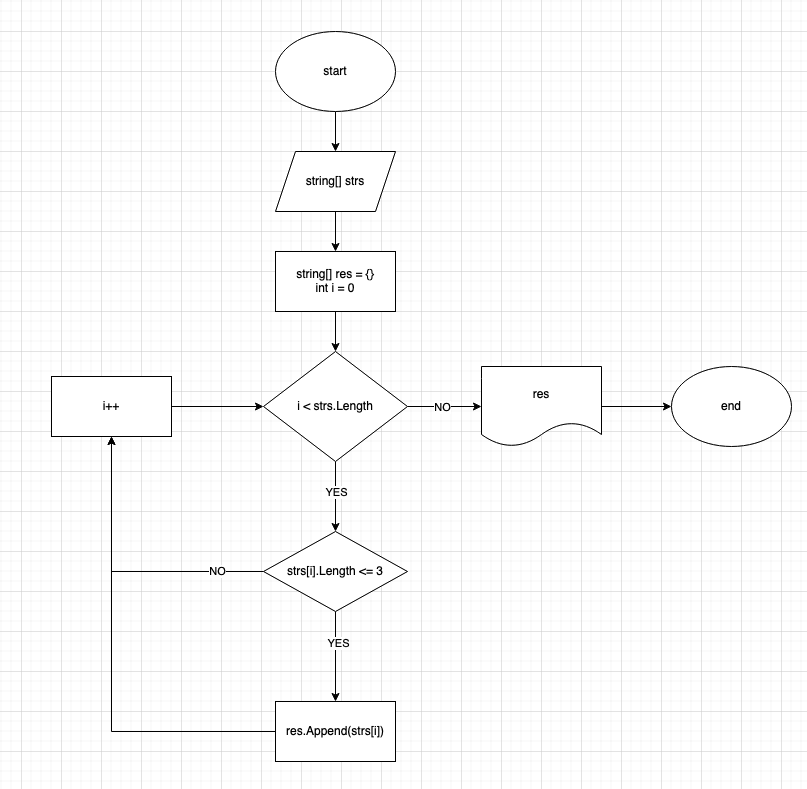 start
string[] strs
string[] res = {}
int i = 0
i++
i < strs.Length
NO
res
end
YES
strs[i].Length <= 3
NO
YES
res.Append(strs[i])